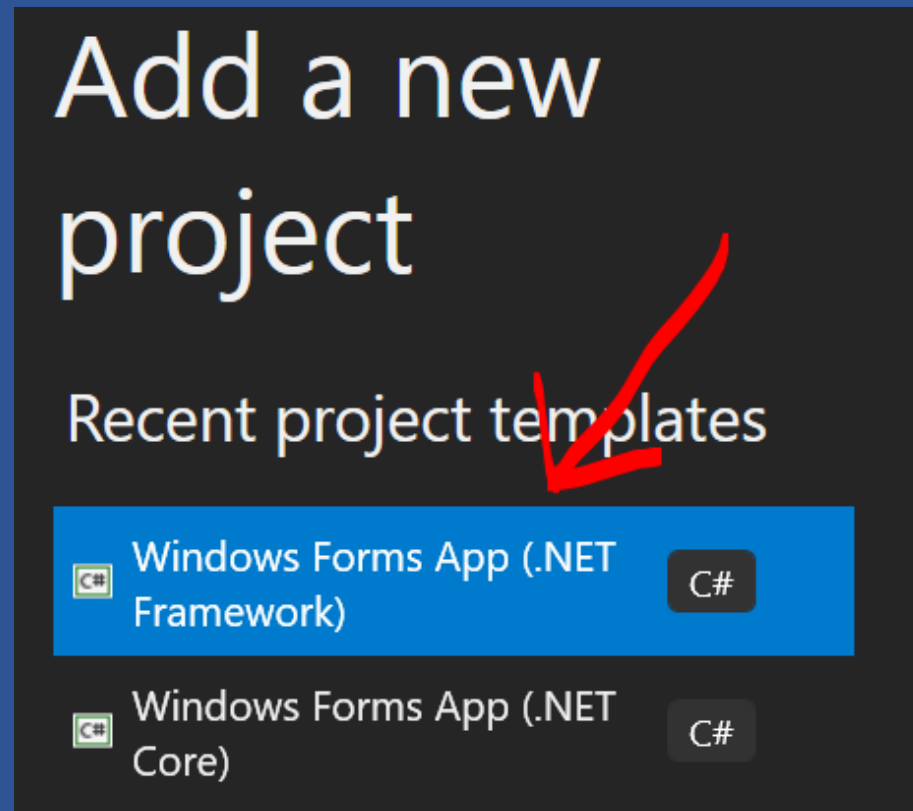 Add a new
project
Recent project templates
C#
Windows Forms App (.NET
Framework)
C#
C#
Windows Forms App (.NET
Core)
C#